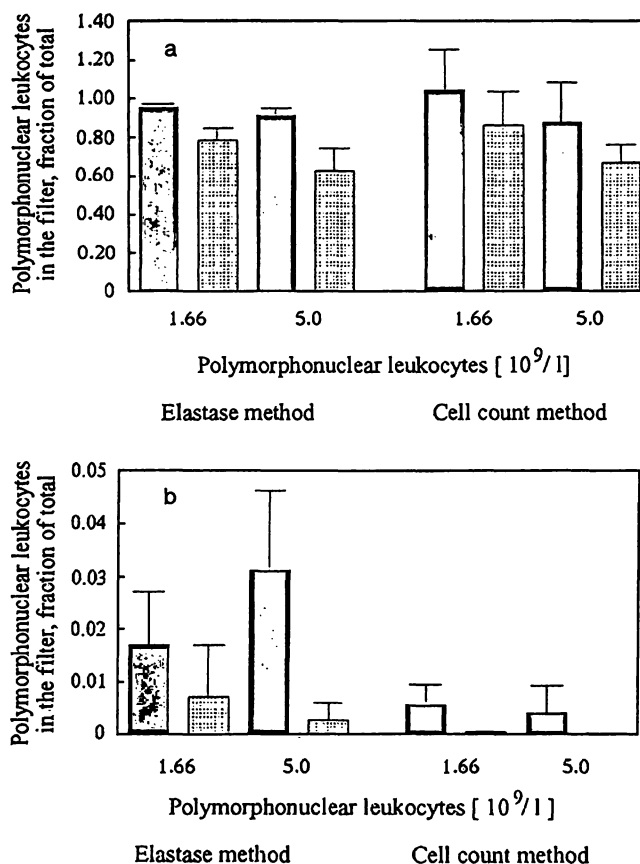 Polymorphonuclear leukocytes
in the filter, fraction of total
1.40
1.20
1.00
0.80
0.60
0.40
0.20
0
a
1.66 5.0 1.66 5.0
Polymorphonuclear leukocytes [ 10⁹/ l]
Elastase method Cell count method
Polymorphonuclear leukocytes
in the filter, fraction of total
0.05
0.04
0.03
0.02
0.01
0
b
1.66 5.0 1.66 5.0
Polymorphonuclear leukocytes [ 10⁹/ l ]
Elastase method Cell count method